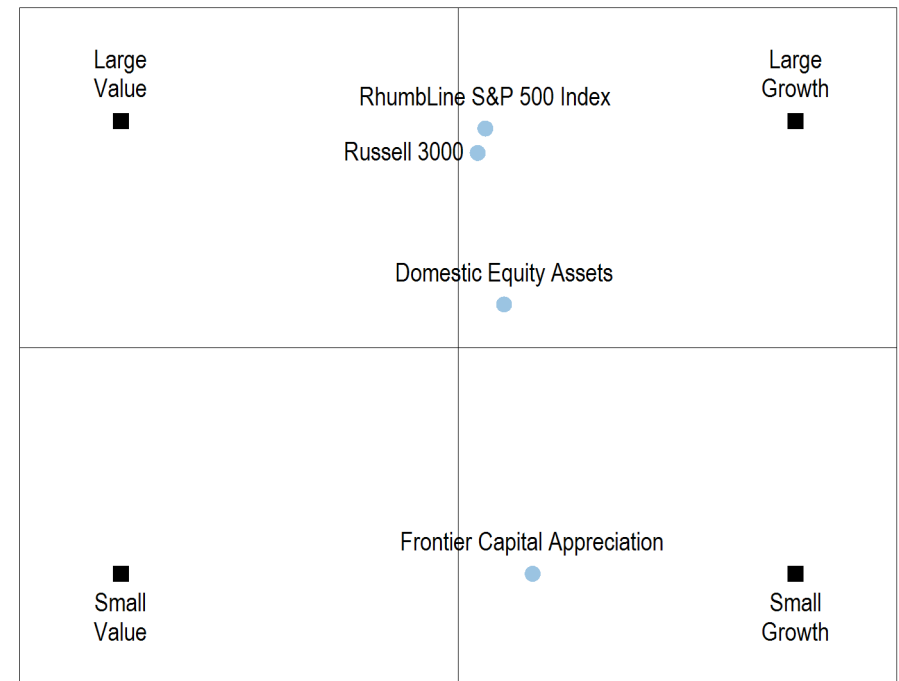 Large
Value
Large
Growth
RhumbLine S&P 500 Index
Russell 3000
Domestic Equity Assets
Frontier Capital Appreciation
Small
Value
Small
Growth